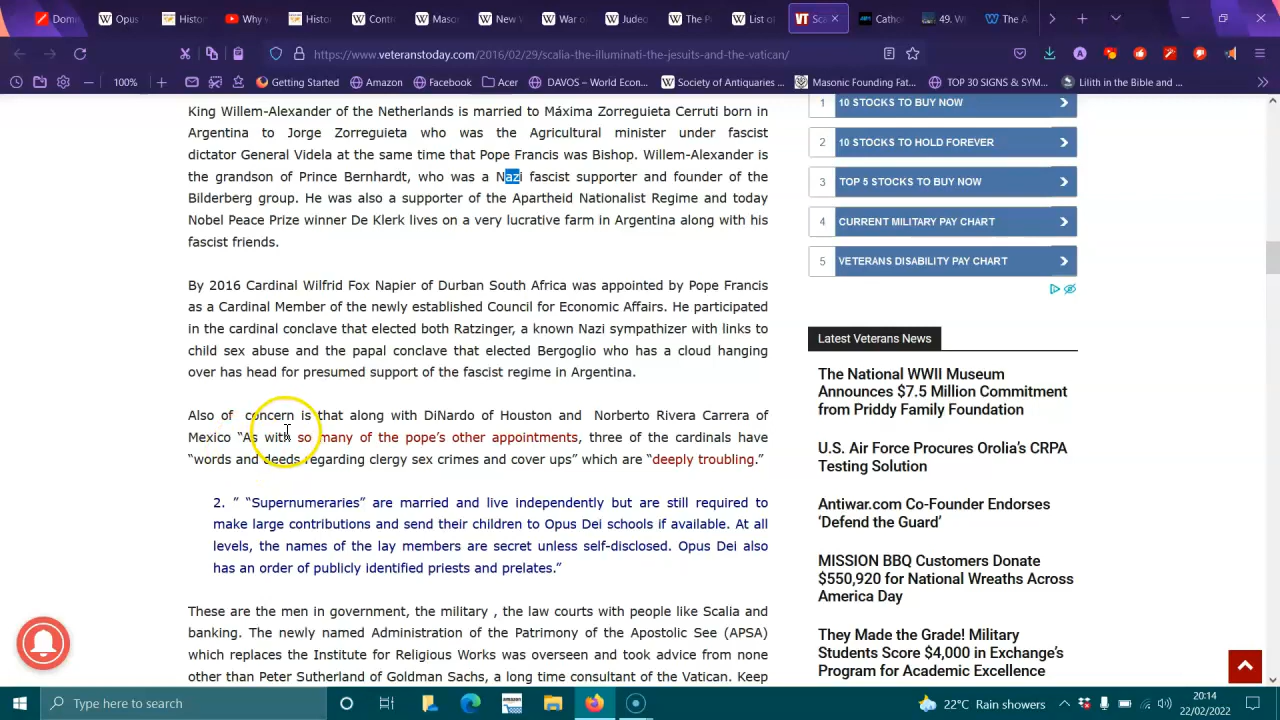 Dom
Opus
Histor
Why v
Histor
Contr
Mason
New
War o
Judeo
The P
List of
Sca
Catho
49. W
The A
https://www.veteranstoday.com/2016/02/29/scalia-the-illuminati-the-jesuits-and-the-vatican/
100%
Getting Started
Amazon
Facebook
Acer
DAVOS – World Econ...
Society of Antiquaries ...
Masonic Founding Fat...
TOP 30 SIGNS & SYM...
Lilith in the Bible and ...
King Willem-Alexander of the Netherlands is married to Máxima Zorreguieta Cerruti born in
Argentina to Jorge Zorreguieta who was the Agricultural minister under fascist
dictator General Videla at the same time that Pope Francis was Bishop. Willem-Alexander is
the grandson of Prince Bernhardt, who was a Nazi fascist supporter and founder of the
Bilderberg group. He was also a supporter of the Apartheid Nationalist Regime and today
Nobel Peace Prize winner De Klerk lives on a very lucrative farm in Argentina along with his
fascist friends.
By 2016 Cardinal Wilfrid Fox Napier of Durban South Africa was appointed by Pope Francis
as a Cardinal Member of the newly established Council for Economic Affairs. He participated
in the cardinal conclave that elected both Ratzinger, a known Nazi sympathizer with links to
child sex abuse and the papal conclave that elected Bergoglio who has a cloud hanging
over has head for presumed support of the fascist regime in Argentina.
Also of concern is that along with DiNardo of Houston and Norberto Rivera Carrera of
Mexico “As with so many of the pope’s other appointments, three of the cardinals have
“words and deeds regarding clergy sex crimes and cover ups” which are “deeply troubling.”
2. ” “Supernumeraries” are married and live independently but are still required to
make large contributions and send their children to Opus Dei schools if available. At all
levels, the names of the lay members are secret unless self-disclosed. Opus Dei also
has an order of publicly identified priests and prelates.”
These are the men in government, the military , the law courts with people like Scalia and
banking. The newly named Administration of the Patrimony of the Apostolic See (APSA)
which replaces the Institute for Religious Works was overseen and took advice from none
other than Peter Sutherland of Goldman Sachs, a long time consultant of the Vatican. Keep
1 10 STOCKS TO BUY NOW
2 10 STOCKS TO HOLD FOREVER
3 TOP 5 STOCKS TO BUY NOW
4 CURRENT MILITARY PAY CHART
5 VETERANS DISABILITY PAY CHART
Latest Veterans News
The National WWII Museum
Announces $7.5 Million Commitment
from Priddy Family Foundation
U.S. Air Force Procures Orolia’s CRPA
Testing Solution
Antiwar.com Co-Founder Endorses
‘Defend the Guard’
MISSION BBQ Customers Donate
$550,920 for National Wreaths Across
America Day
They Made the Grade! Military
Students Score $4,000 in Exchange’s
Program for Academic Excellence
Type here to search
22°C Rain showers
20:14
22/02/2022